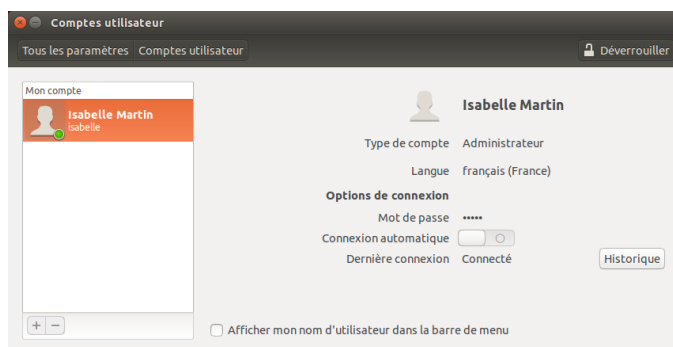 Comptes utilisateur
Tous les paramètres Comptes utilisateur Déverrouiller
Mon compte
Isabelle Martin
isabelle
Isabelle Martin
Type de compte Administrateur
Langue français (France)
Options de connexion
Mot de passe •••••
Connexion automatique
Dernière connexion Connecté Historique
+ −
Afficher mon nom d'utilisateur dans la barre de menu